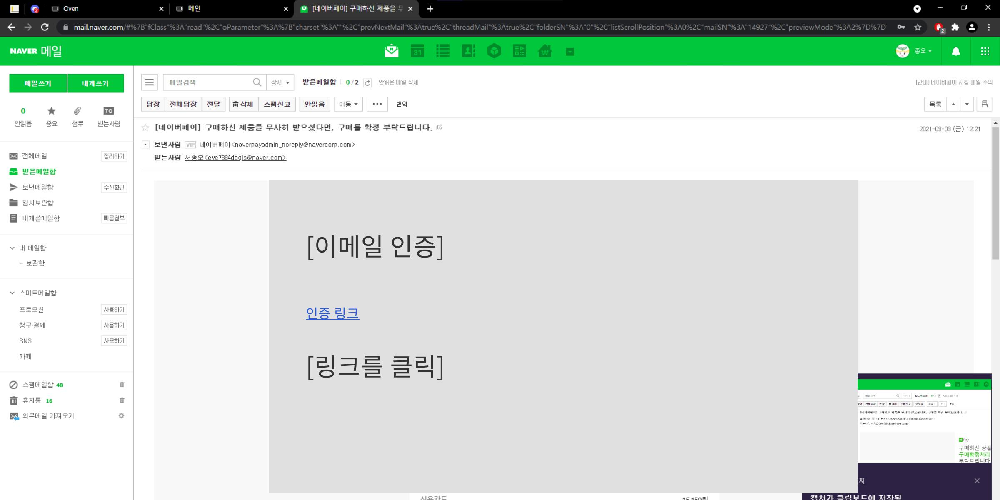 Oven
메인
[네이버페이] 구매하신 제품을 무
mail.naver.com/#%7B"fClass"%3A"read"%2C"oParameter"%3A%7B"charset"%3A""%2C"prevNextMail"%3Atrue%2C"threadMail"%3Atrue%2C"folderSN"%3A"0"%2C"listScrollPosition"%3A0%2C"mailSN"%3A"14927"%2C"previewMode"%3A2%7D%7D
2
NAVER 메일
31
종오
메일쓰기 내게쓰기
메일검색 상세 받은메일함 0/2 안읽은 메일 삭제
[안내] 네이버페이 사칭 메일 주의
답장 전체답장 전달 삭제 스팸신고 안읽음 이동 ··· 번역
목록
0 TO
안읽음 중요 첨부 받는사람
[네이버페이] 구매하신 제품을 무사히 받으셨다면, 구매를 확정 부탁드립니다.
2021-09-03 (금) 12:21
보낸사람 VIP 네이버페이<naverpayadmin_noreply@navercorp.com>
받는사람 서종오<eve7884dbqls@naver.com>
전체메일 정리하기
받은메일함
보낸메일함 수신확인
임시보관함
내게쓴메일함 빠른첨부
내 메일함
보관함
스마트메일함
프로모션 사용하기
청구·결제 사용하기
SNS 사용하기
카페
스팸메일함 48
휴지통 16
외부메일 가져오기
[이메일 인증]
인증 링크
[링크를 클릭]
Pay
구매하신 상품
구매확정처리
부탁드립니다
치
신용카드 15,150원
캡처가 클립보드에 저장됨